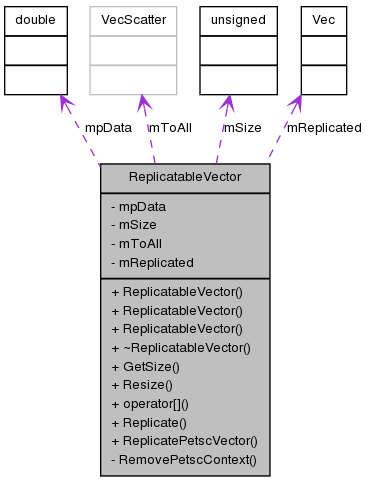 double VecScatter unsigned Vec
mpData mToAll mSize mReplicated
ReplicatableVector
- mpData
- mSize
- mToAll
- mReplicated
+ ReplicatableVector()
+ ReplicatableVector()
+ ReplicatableVector()
+ ~ReplicatableVector()
+ GetSize()
+ Resize()
+ operator[]()
+ Replicate()
+ ReplicatePetscVector()
- RemovePetscContext()